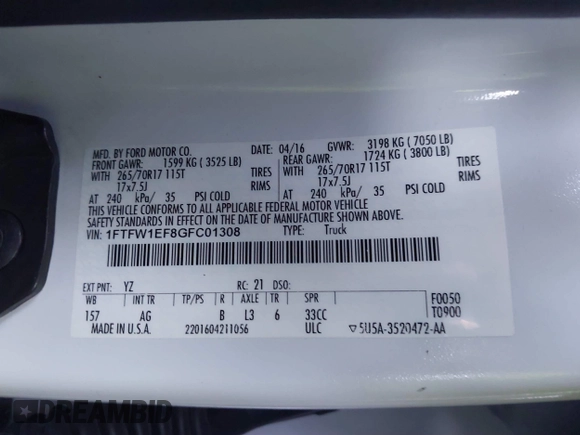 MFD. BY FORD MOTOR CO. DATE: 04/16 GVWR: 3198 KG ( 7050 LB)
FRONT GAWR: 1599 KG ( 3525 LB) REAR GAWR: 1724 KG ( 3800 LB)
WITH 265/70R17 115T TIRES WITH 265/70R17 115T TIRES
17x7.5J RIMS 17x7.5J RIMS
AT 240 kPa/ 35 PSI COLD AT 240 kPa/ 35 PSI COLD
THIS VEHICLE CONFORMS TO ALL APPLICABLE FEDERAL MOTOR VEHICLE
SAFETY STANDARDS IN EFFECT ON THE DATE OF MANUFACTURE SHOWN ABOVE.
VIN: 1FTFW1EF8GFC01308 TYPE: Truck
EXT PNT: YZ RC: 21 DSO:
WB INT TR TP/PS R AXLE TR SPR F0050
157 AG B L3 6 33CC T0900
MADE IN U.S.A. 2201604211056 ULC ▽5U5A-3520472-AA
DREAMBID